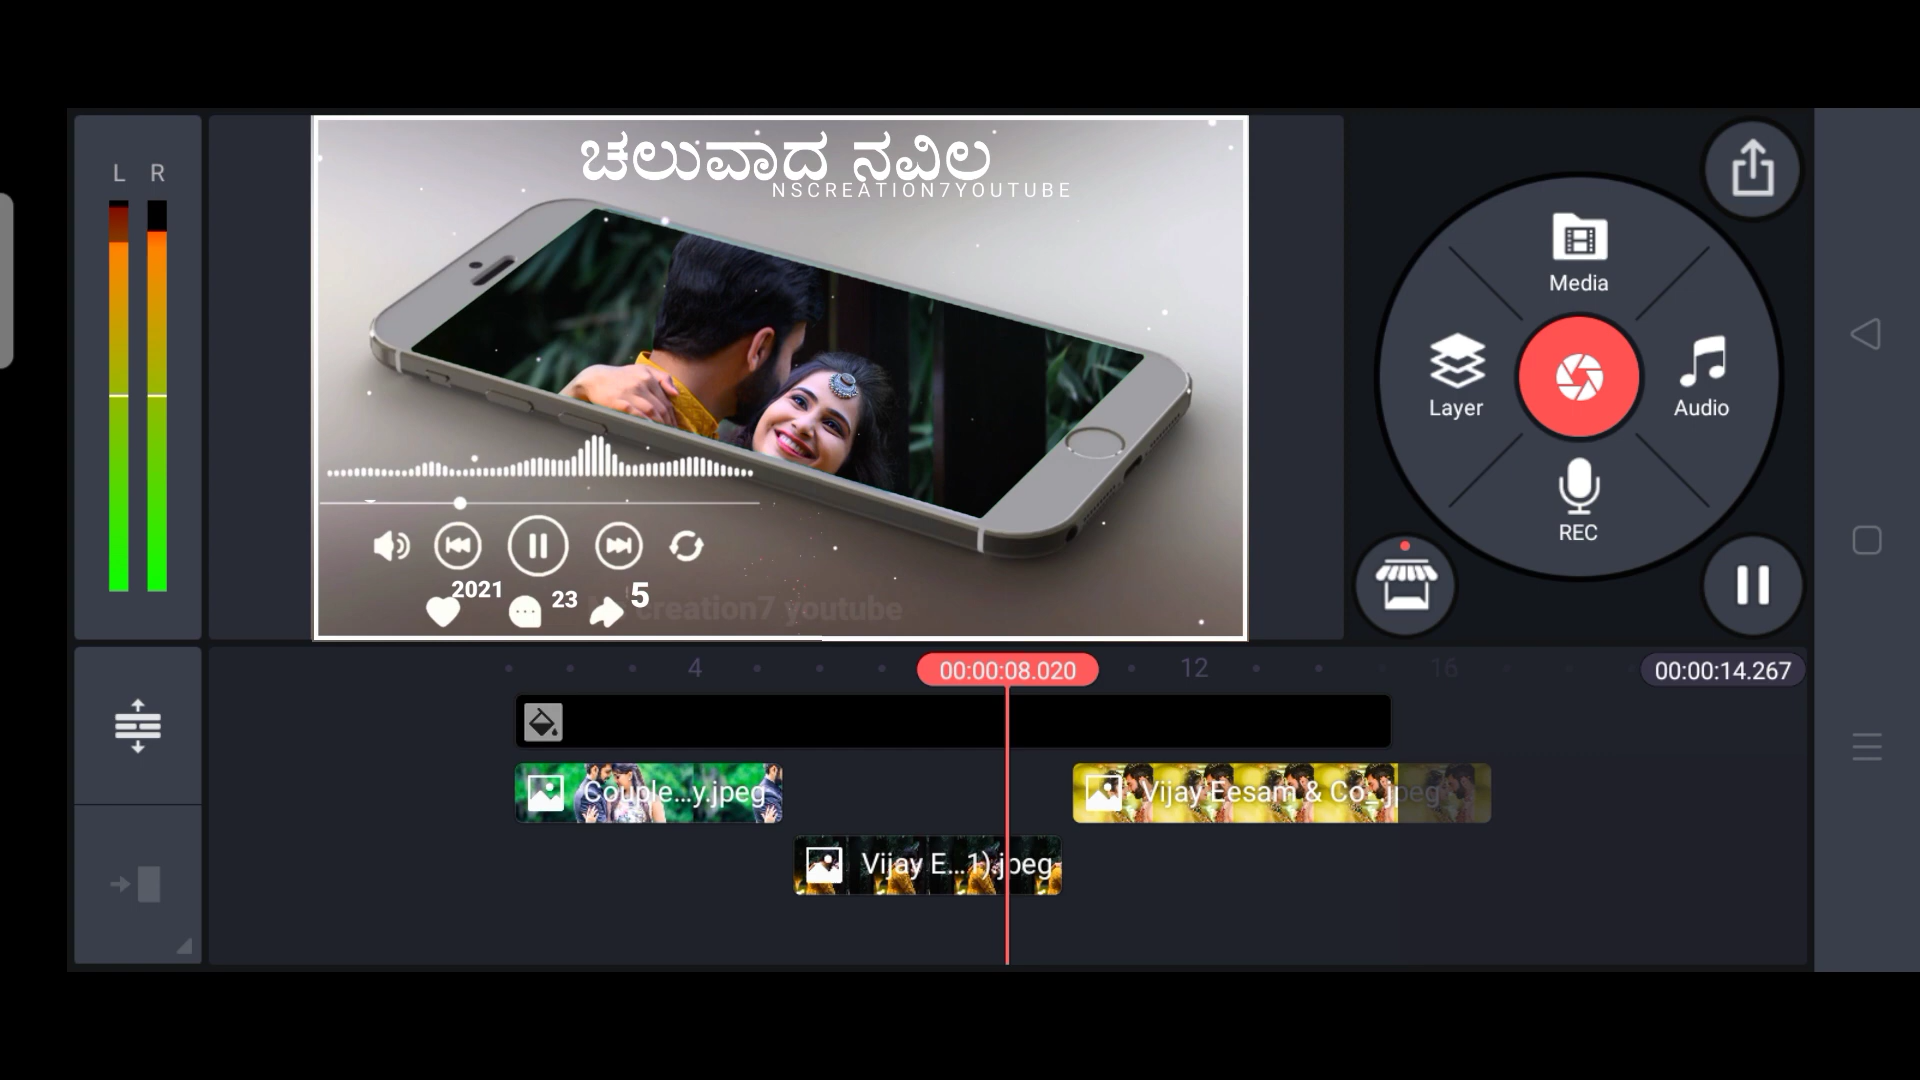 L R
ಚಲುವಾದ ನವಿಲ
NSCREATION7YOUTUBE
Media
Layer
Audio
REC
2021
23
5
creation7 youtube
4
00:00:08.020
12
16
00:00:14.267
Couple...y.jpeg
Vijay Eesam & Co_.jpeg
Vijay E...1).jpeg